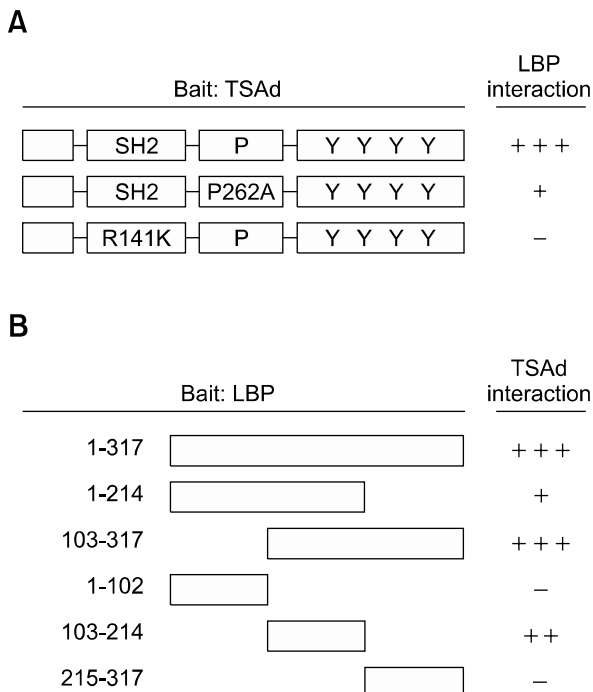 A
LBP
Bait: TSAd interaction
SH2 P Y Y Y Y + + +
SH2 P262A Y Y Y Y +
R141K P Y Y Y Y –
B
TSAd
Bait: LBP interaction
1-317 + + +
1-214 +
103-317 + + +
1-102 –
103-214 + +
215-317 –